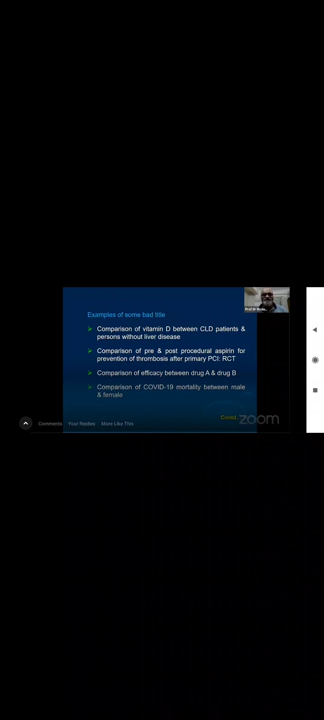 Examples of some bad title
Comparison of vitamin D between CLD patients &
persons without liver disease
Comparison of pre & post procedural aspirin for
prevention of thrombosis after primary PCI: RCT
Comparison of efficacy between drug A & drug B
Comparison of COVID-19 mortality between male
& female
Contd..
zoom
Comments Your Replies More Like This